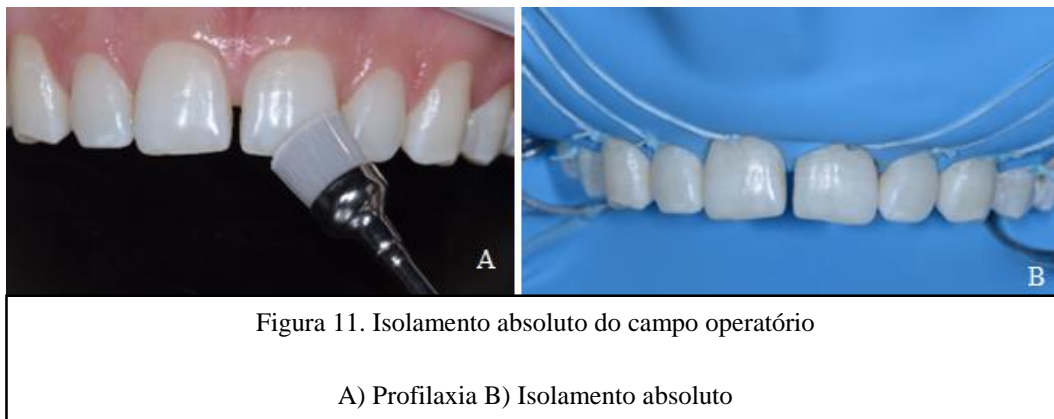 A
B
Figura 11. Isolamento absoluto do campo operatório
A) Profilaxia B) Isolamento absoluto